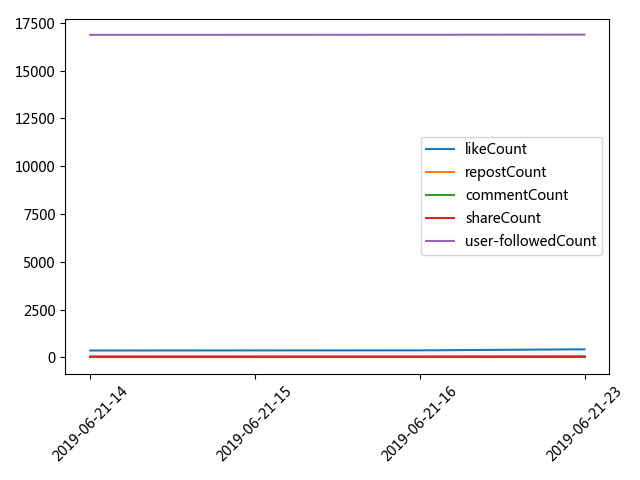 17500
15000
12500
10000
7500
5000
2500
0
likeCount
repostCount
commentCount
shareCount
user-followedCount
2019-06-21-14
2019-06-21-15
2019-06-21-16
2019-06-21-23